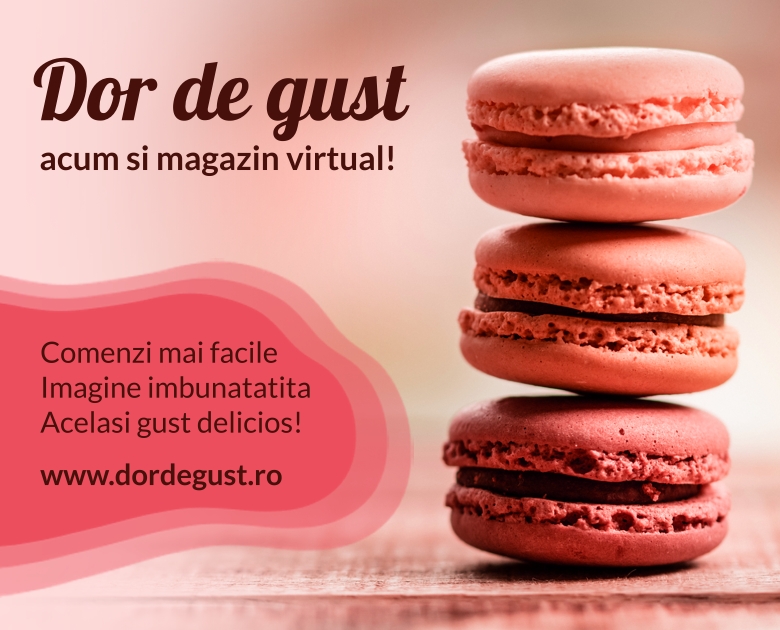 Dor de gust
acum si magazin virtual!
Comenzi mai facile
Imagine imbunatatita
Acelasi gust delicios!
www.dordegust.ro